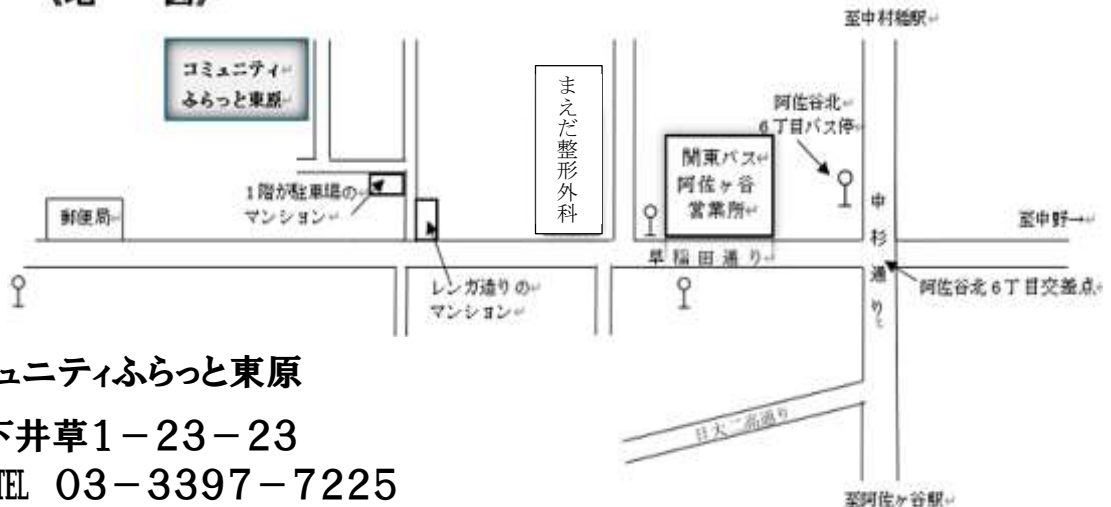 至中村橋駅
コミュニティ
ふらっと東原
まえだ整形外科
阿佐谷北
6丁目バス停
関東バス
阿佐ヶ谷
営業所
1階が駐車場の
マンション
郵便局
中杉通り
至中野→
早稲田通り
レンガ造りの
マンション
阿佐谷北6丁目交差点
ュニティふらっと東原
下井草1－23－23
日大二高通り
℡ 03－3397－7225
至阿佐ヶ谷駅